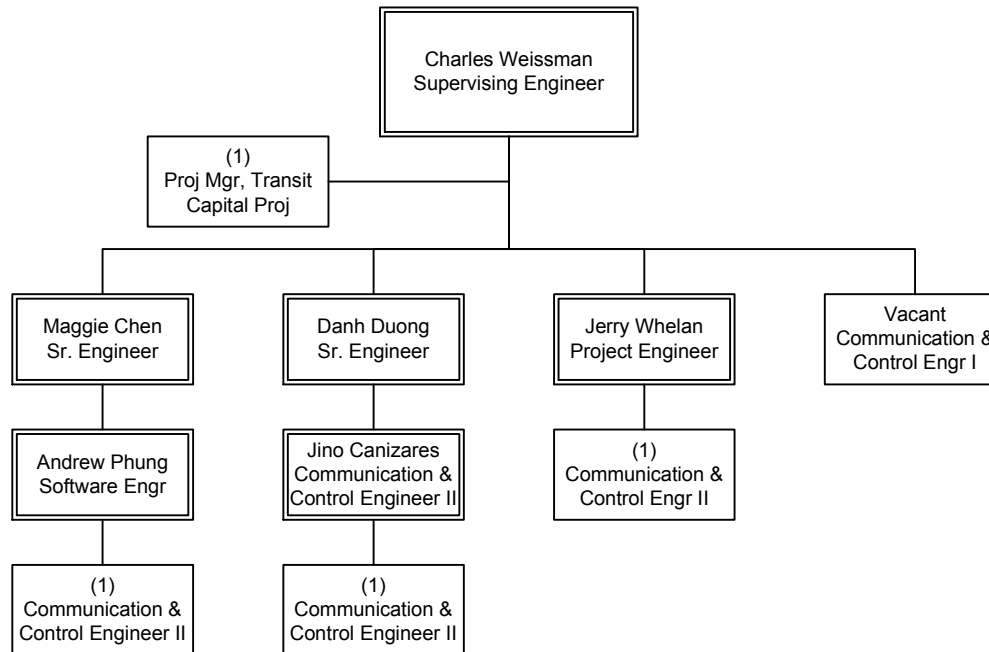 Charles Weissman
Supervising Engineer
(1)
Proj Mgr, Transit
Capital Proj
Maggie Chen
Sr. Engineer
Danh Duong
Sr. Engineer
Jerry Whelan
Project Engineer
Vacant
Communication &
Control Engr I
Andrew Phung
Software Engr
Jino Canizares
Communication &
Control Engineer II
(1)
Communication &
Control Engr II
(1)
Communication &
Control Engineer II
(1)
Communication &
Control Engineer II